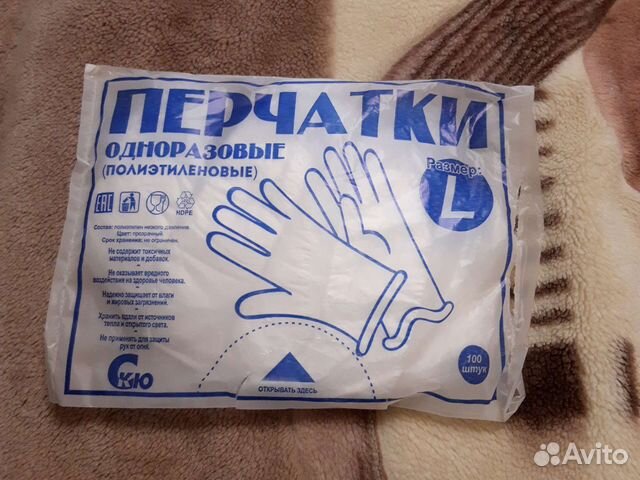 ПЕРЧАТКИ
ОДНОРАЗОВЫЕ
(ПОЛИЭТИЛЕНОВЫЕ)
Размер:
L
EAC
HDPE
Состав: полиэтилен низкого давления.
Цвет: прозрачный.
Срок хранения: не ограничен.
Не содержит токсичных
материалов и добавок.
Не оказывает вредного
воздействия на здоровье человека.
Надежно защищает от влаги
и жировых загрязнений.
Хранить вдали от источников
тепла и открытого света.
Не применять для защиты
рук от огня.
Скю
ОТКРЫВАТЬ ЗДЕСЬ
100
штук
Avito